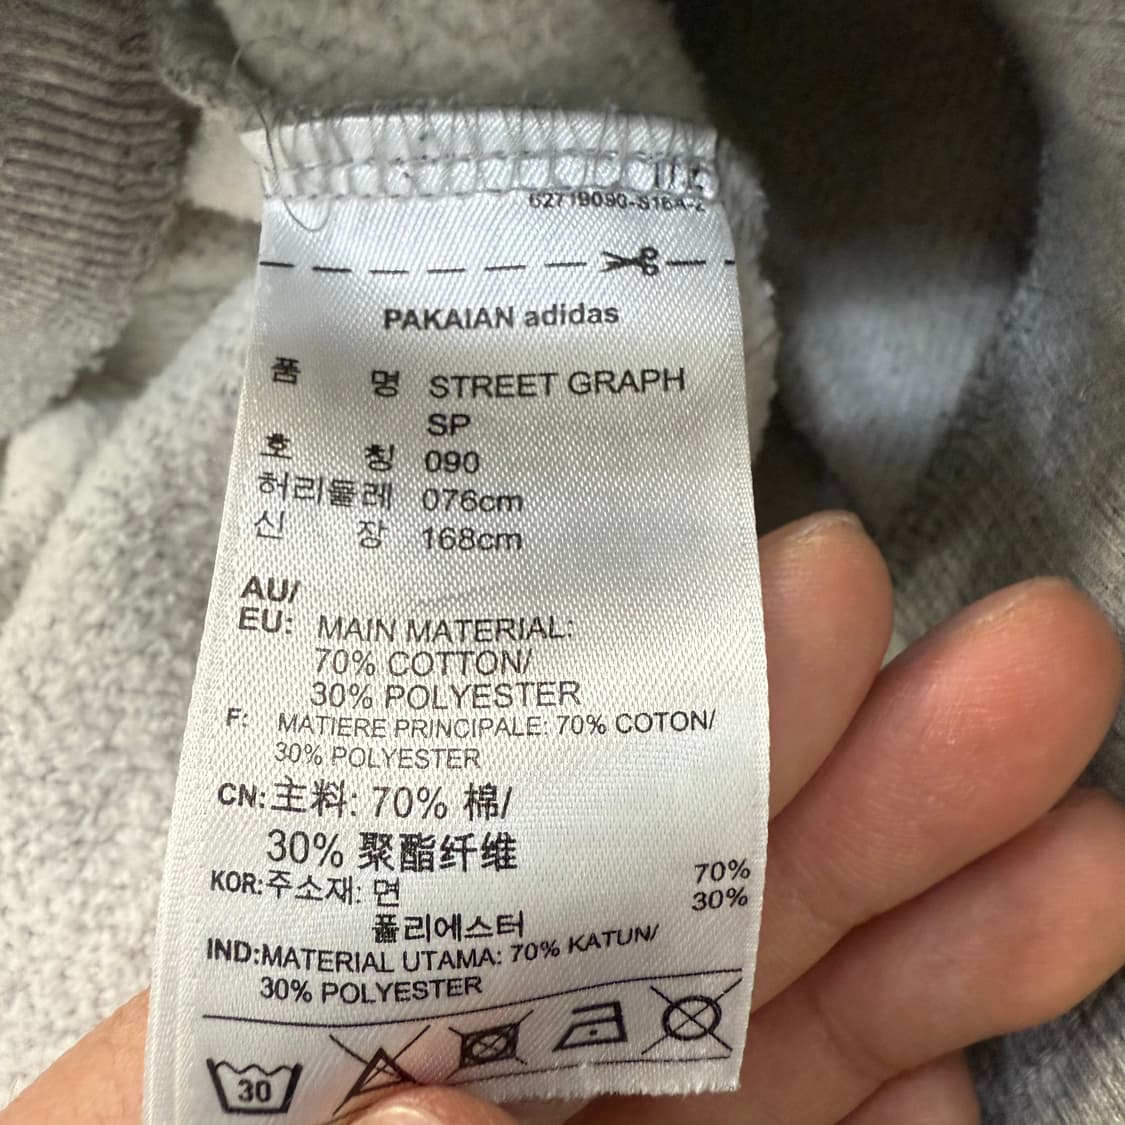 62719090-S16A-2
PAKAIAN adidas
품 명 STREET GRAPH
SP
호 칭 090
허리둘레 076cm
신 장 168cm
AU/
EU: MAIN MATERIAL:
70% COTTON/
30% POLYESTER
F: MATIERE PRINCIPALE: 70% COTON/
30% POLYESTER
CN: 主料: 70% 棉/
30% 聚酯纤维
KOR: 주소재: 면 70%
폴리에스터 30%
IND: MATERIAL UTAMA: 70% KATUN/
30% POLYESTER
30